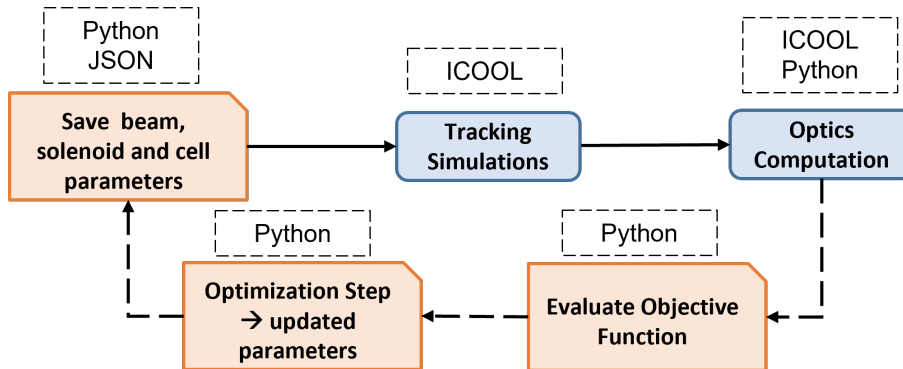 Python
JSON
Save beam,
solenoid and cell
parameters
ICOOL
Tracking
Simulations
ICOOL
Python
Optics
Computation
Python
Evaluate Objective
Function
Python
Optimization Step
→ updated
parameters